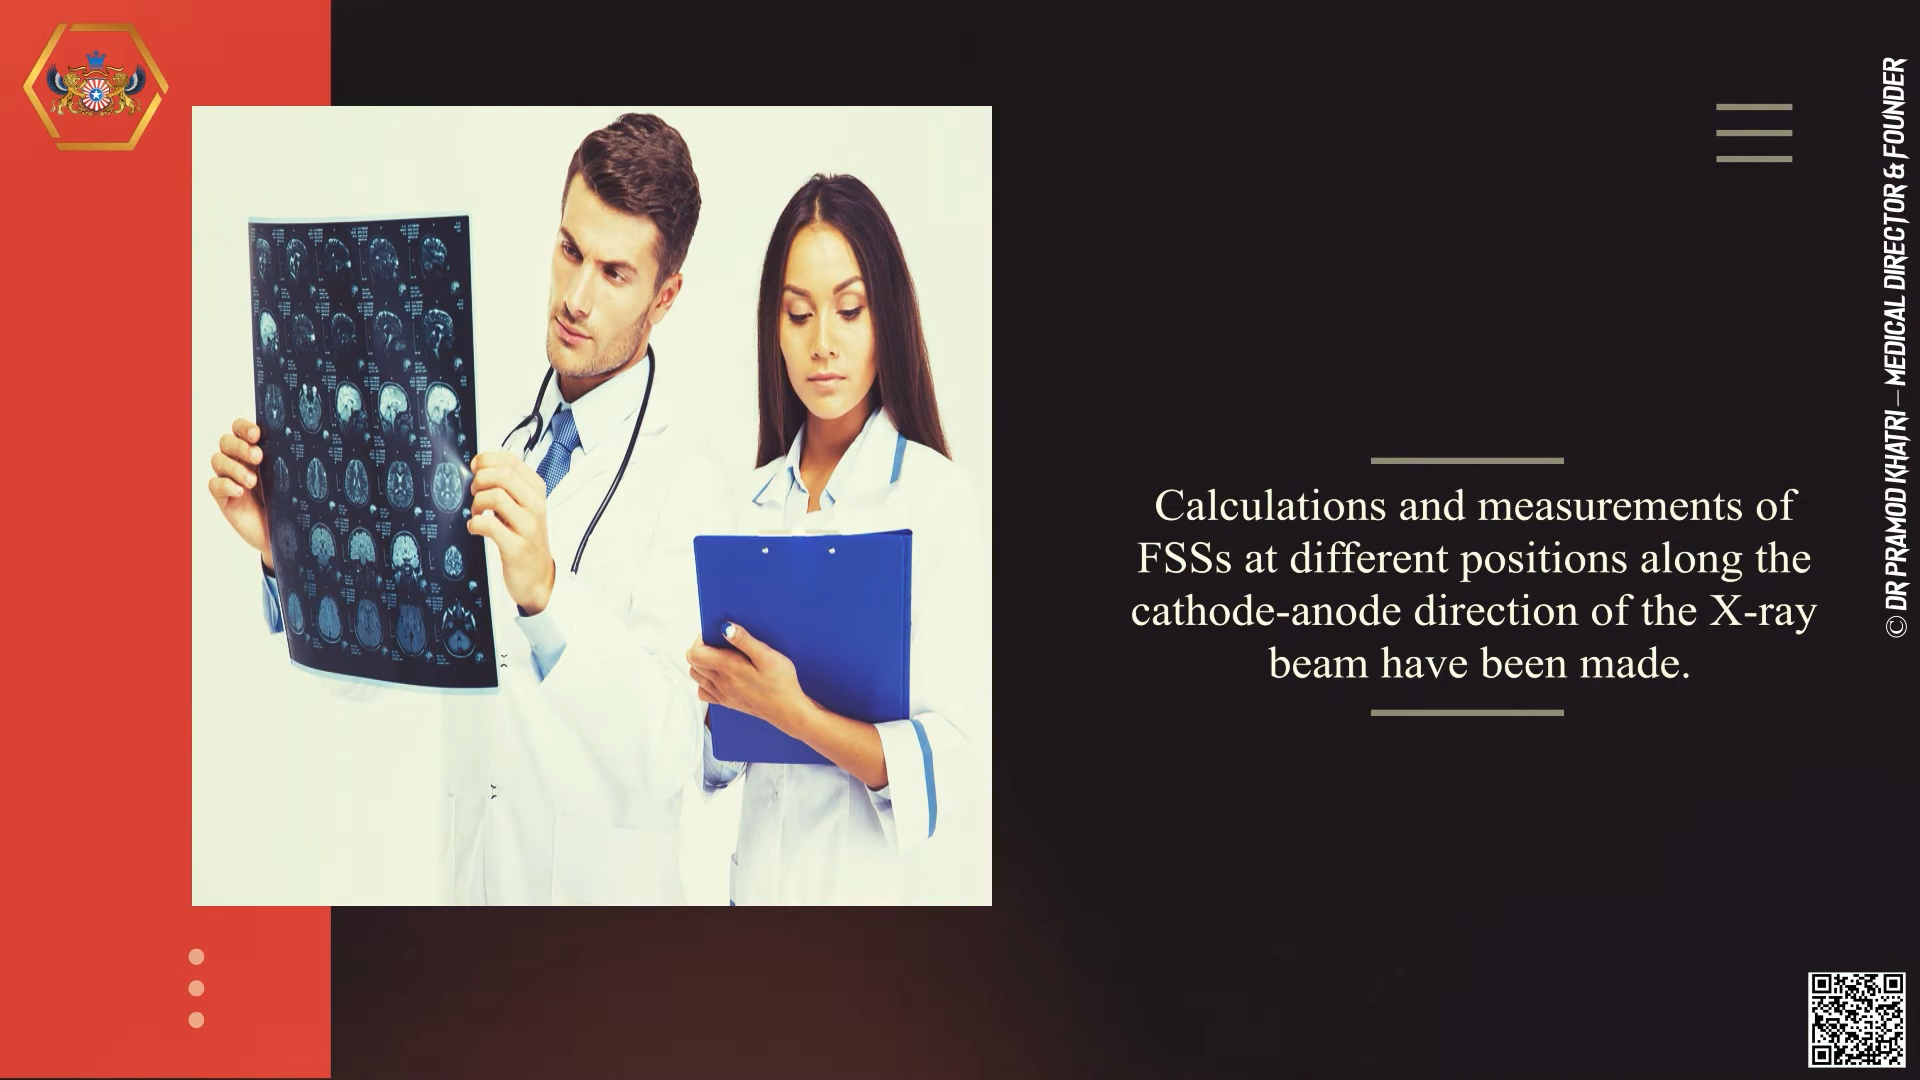 Calculations and measurements of
FSSs at different positions along the
cathode-anode direction of the X-ray
beam have been made.
© DR PRAMOD KHATRI – MEDICAL DIRECTOR & FOUNDER